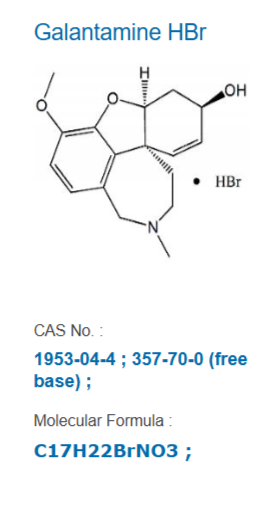 Galantamine HBr
H
O
OH
O
• HBr
N
CAS No. :
1953-04-4 ; 357-70-0 (free
base) ;
Molecular Formula :
C17H22BrNO3 ;